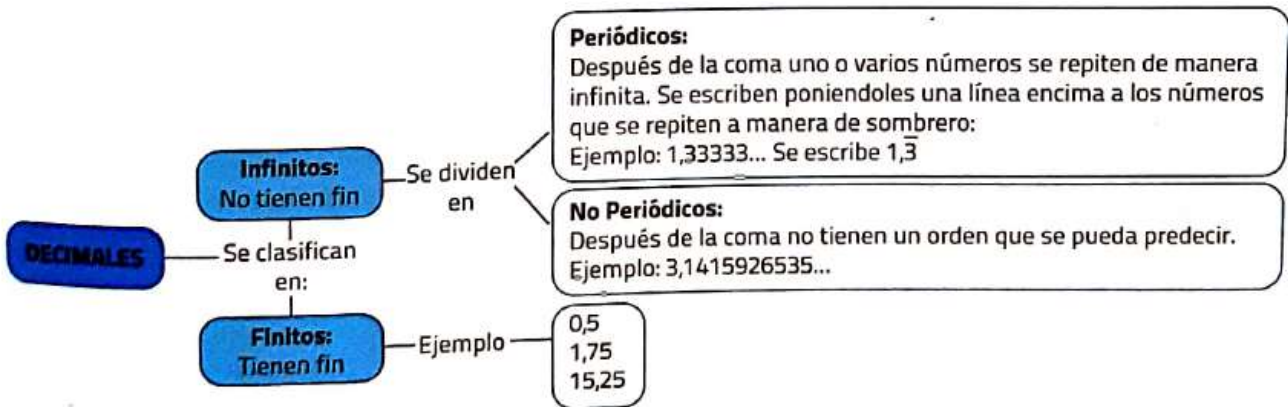 DECIMALES
Se clasifican
en:
Infinitos:
No tienen fin
Se dividen
en
Periódicos:
Después de la coma uno o varios números se repiten de manera
infinita. Se escriben poniendoles una línea encima a los números
que se repiten a manera de sombrero:
Ejemplo: 1,33333... Se escribe 1,3̅
No Periódicos:
Después de la coma no tienen un orden que se pueda predecir.
Ejemplo: 3,1415926535...
Finitos:
Tienen fin
Ejemplo
0,5
1,75
15,25